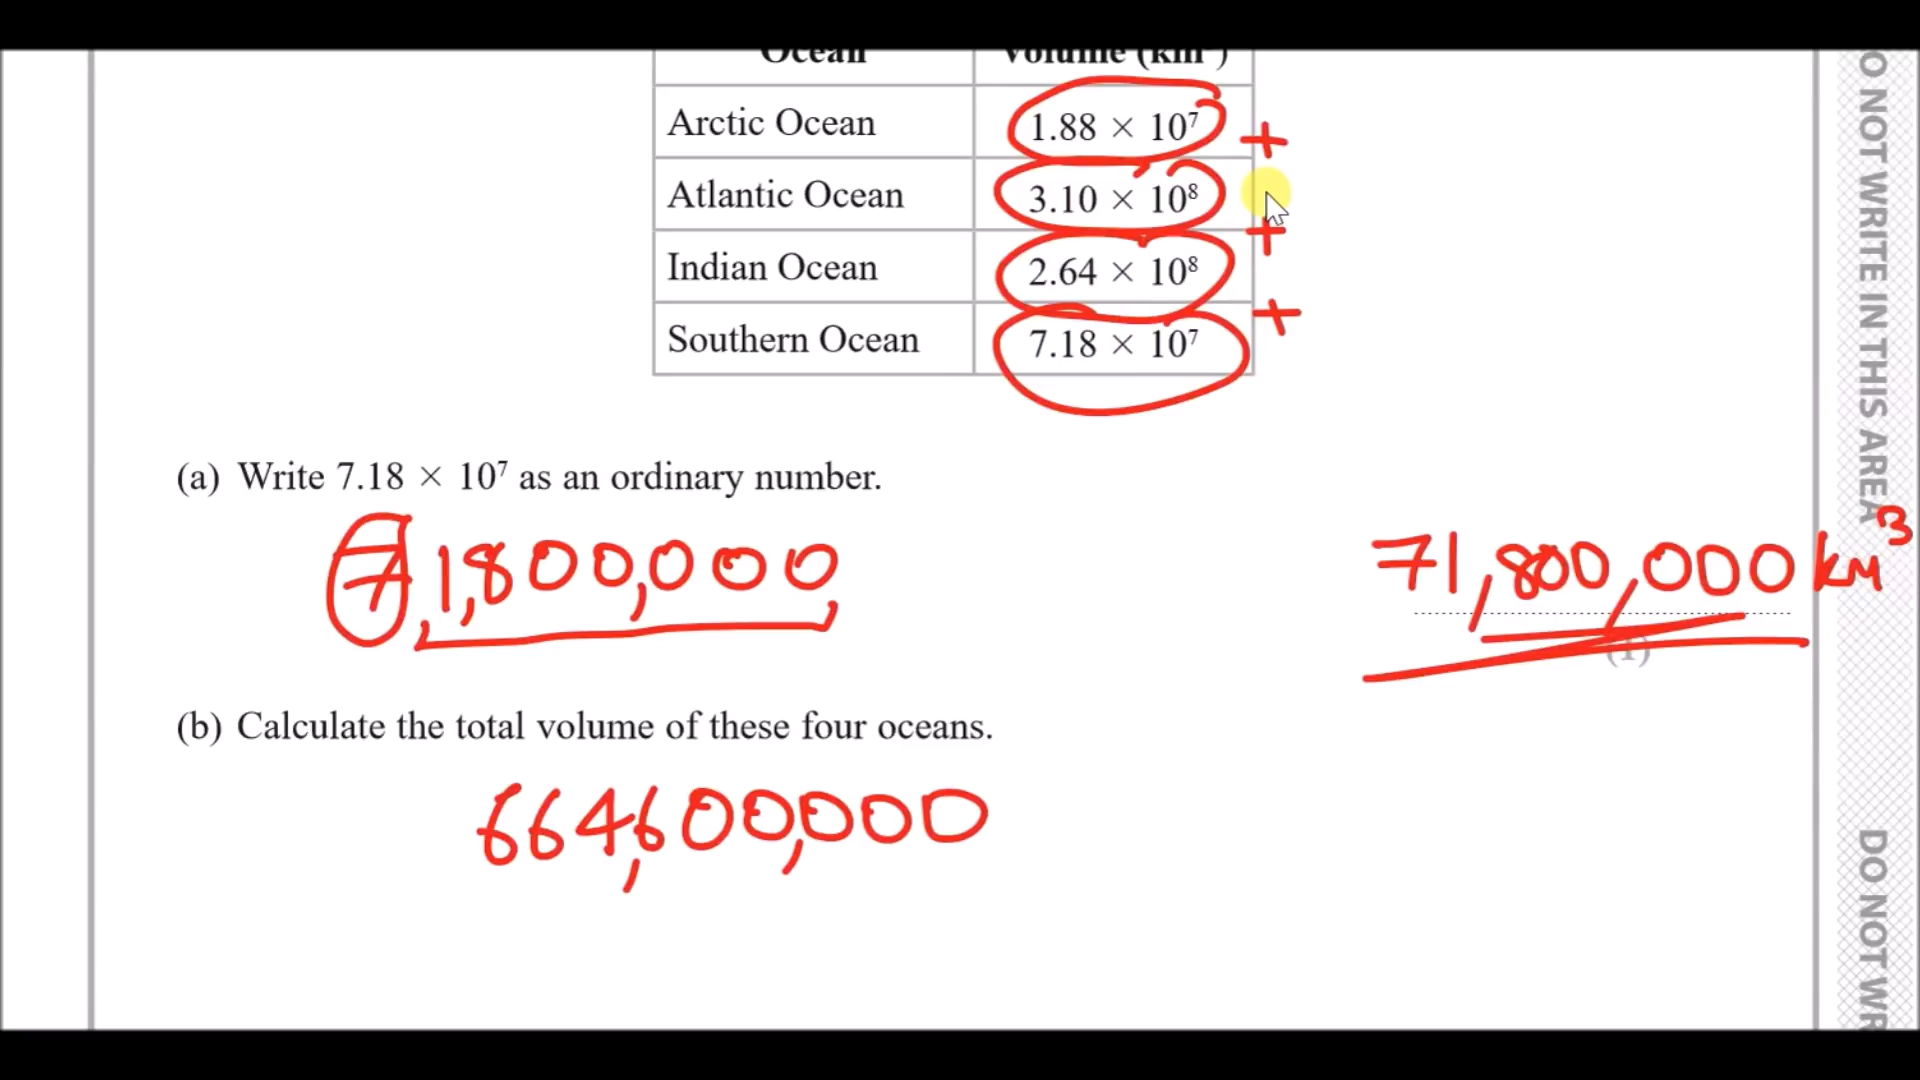 Ocean Volume (km³)
Arctic Ocean 1.88 × 10⁷ +
Atlantic Ocean 3.10 × 10⁸
+
Indian Ocean 2.64 × 10⁸
+
Southern Ocean 7.18 × 10⁷
(a) Write 7.18 × 10⁷ as an ordinary number.
71,800,000
71,800,000 km³
(1)
(b) Calculate the total volume of these four oceans.
664,600,000
O NOT WRITE IN THIS AREA
DO NOT WR